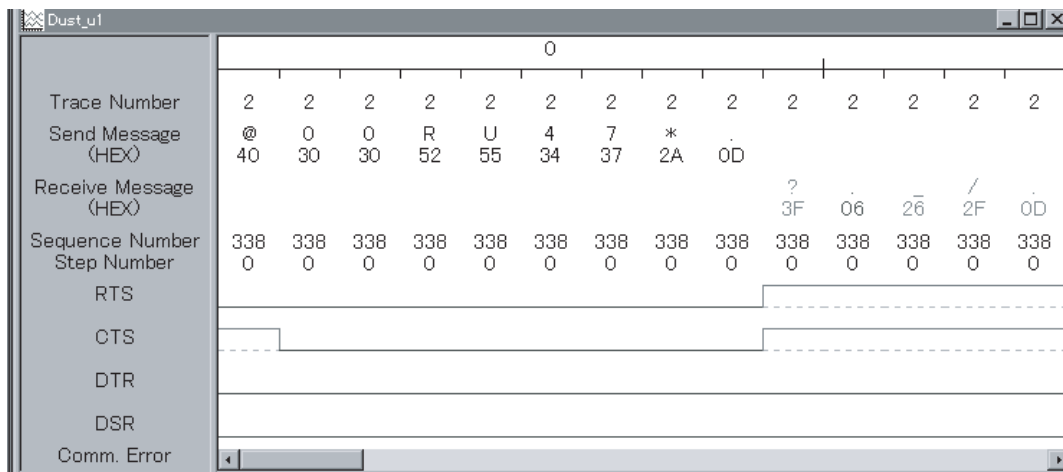 Dust_u1
0
Trace Number 2 2 2 2 2 2 2 2 2 2 2 2 2 2
Send Message @ 0 0 R U 4 7 * .
(HEX) 40 30 30 52 55 34 37 2A 0D
Receive Message ? . _ / .
(HEX) 3F 06 26 2F 0D
Sequence Number 338 338 338 338 338 338 338 338 338 338 338 338 338 338
Step Number 0 0 0 0 0 0 0 0 0 0 0 0 0 0
RTS
CTS
DTR
DSR
Comm. Error